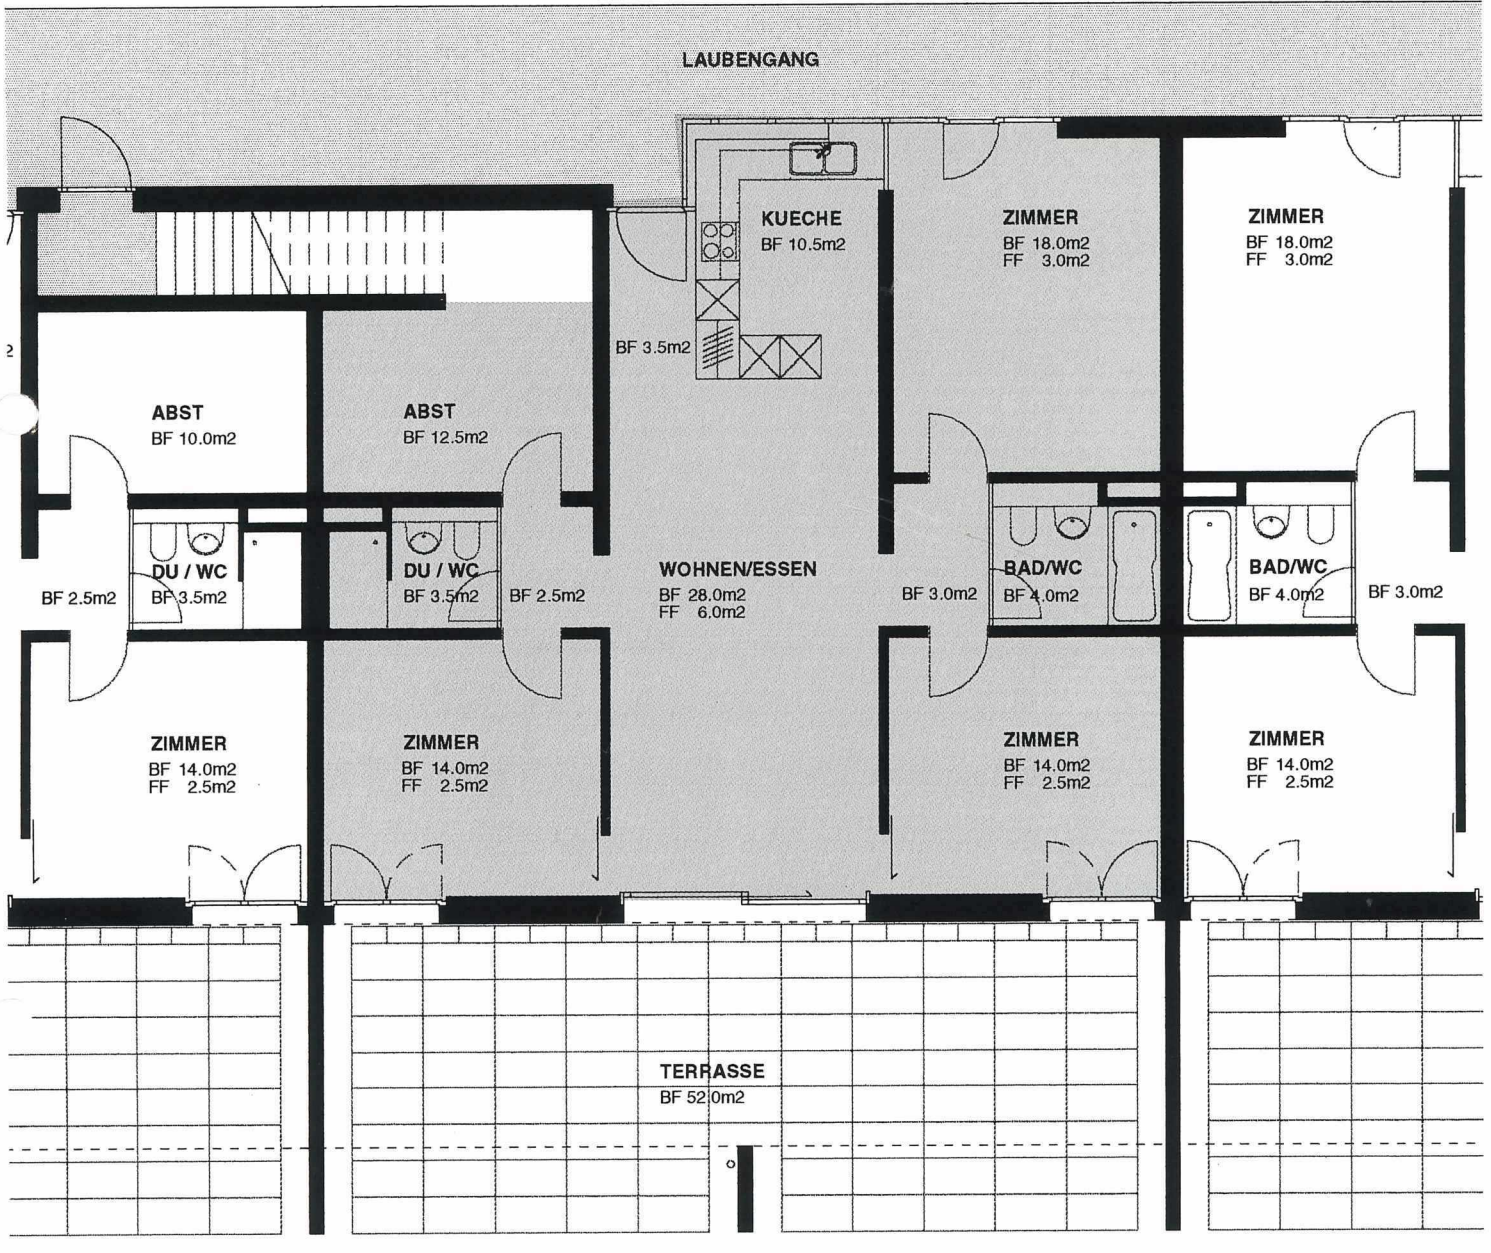 LAUBENGANG
KUECHE
BF 10.5m2
ZIMMER
BF 18.0m2
FF 3.0m2
ZIMMER
BF 18.0m2
FF 3.0m2
2
BF 3.5m2
ABST
BF 10.0m2
ABST
BF 12.5m2
BF 2.5m2
DU / WC
BF 3.5m2
DU / WC
BF 3.5m2
BF 2.5m2
WOHNEN/ESSEN
BF 28.0m2
FF 6.0m2
BF 3.0m2
BAD/WC
BF 4.0m2
BAD/WC
BF 4.0m2
BF 3.0m2
ZIMMER
BF 14.0m2
FF 2.5m2
ZIMMER
BF 14.0m2
FF 2.5m2
ZIMMER
BF 14.0m2
FF 2.5m2
ZIMMER
BF 14.0m2
FF 2.5m2
TERRASSE
BF 52.0m2